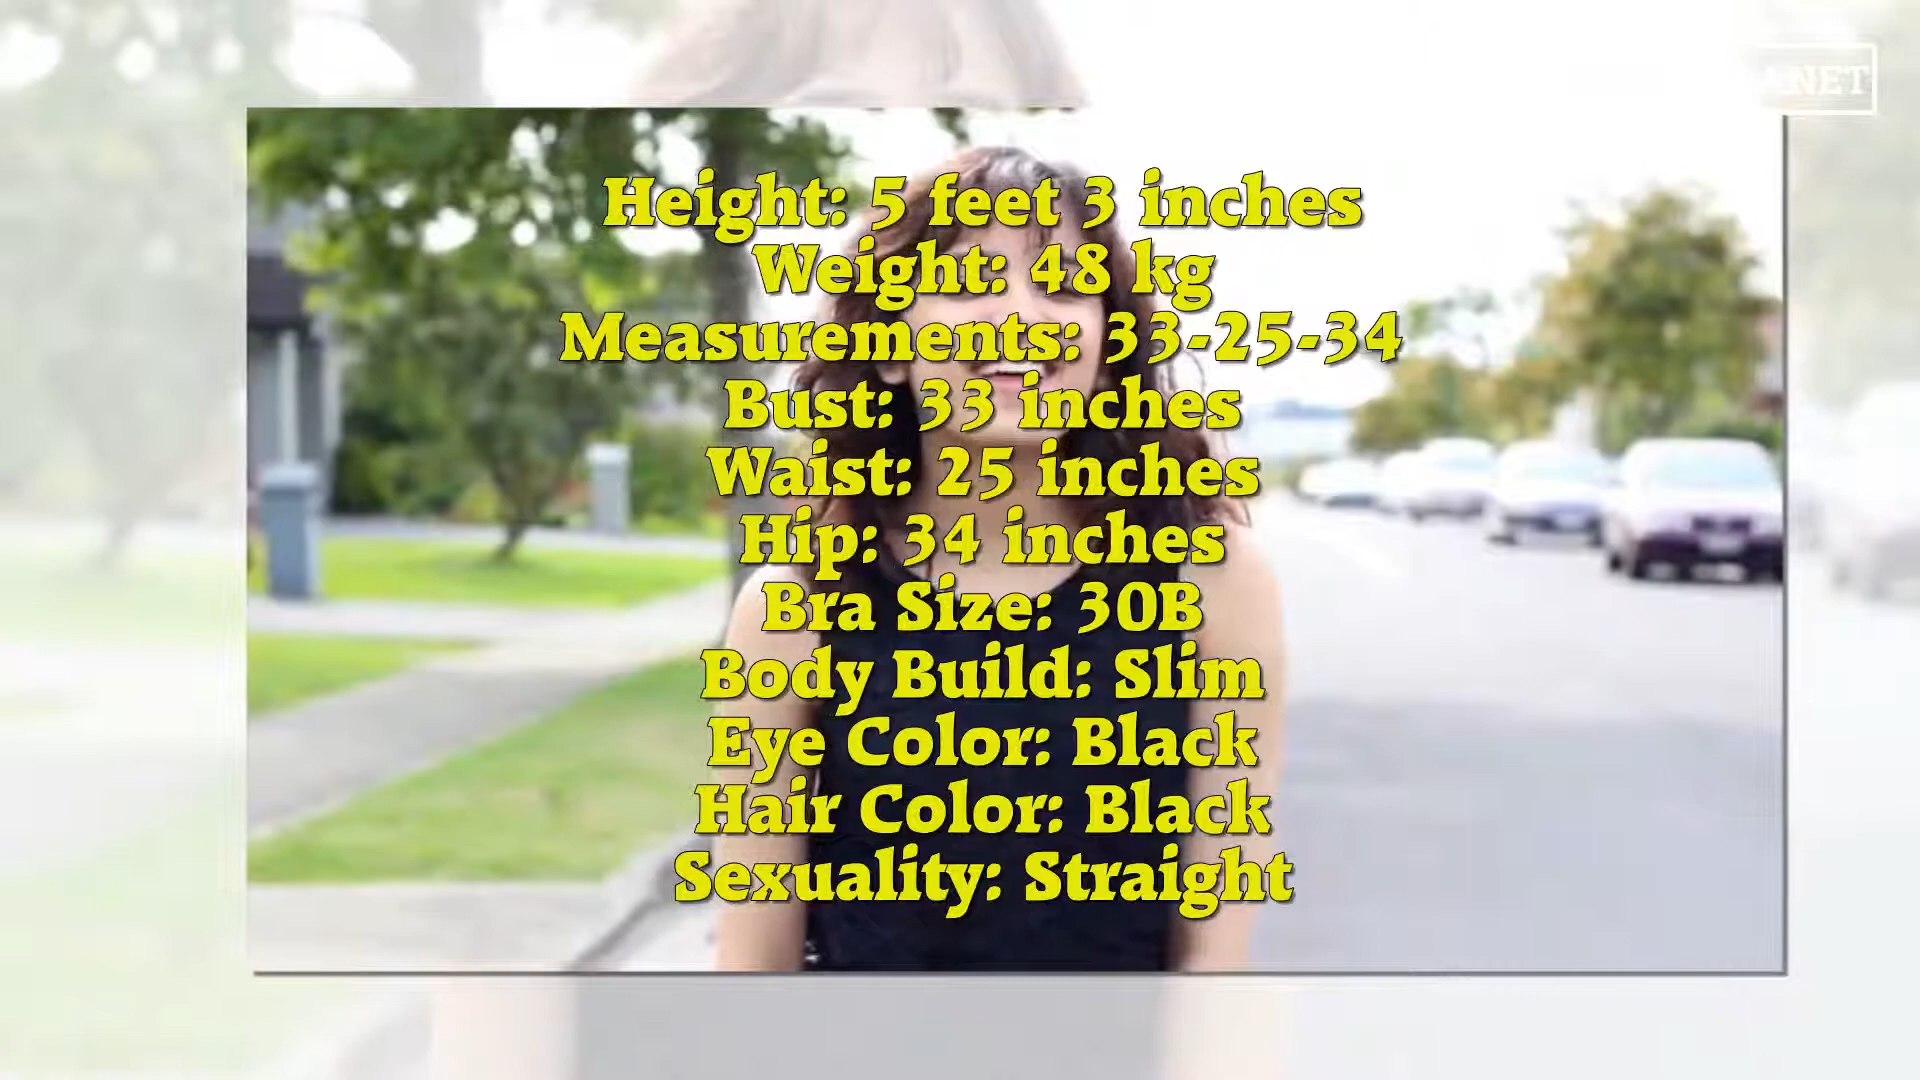 ANET
Height: 5 feet 3 inches
Weight: 48 kg
Measurements: 33-25-34
Bust: 33 inches
Waist: 25 inches
Hip: 34 inches
Bra Size: 30B
Body Build: Slim
Eye Color: Black
Hair Color: Black
Sexuality: Straight